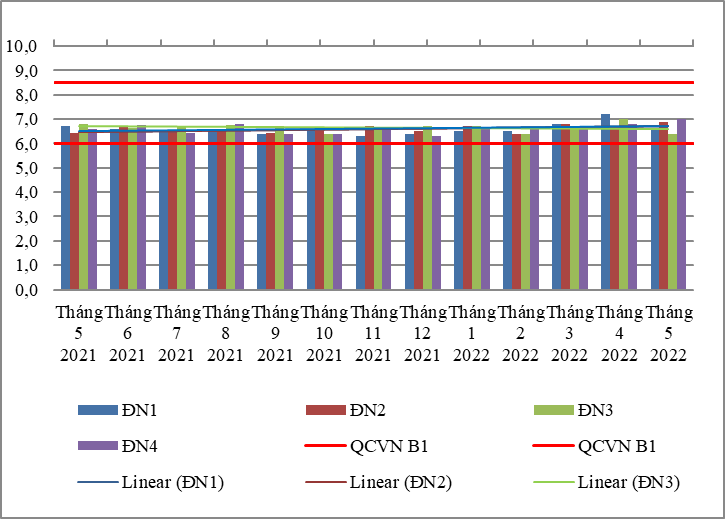 10,0
9,0
8,0
7,0
6,0
5,0
4,0
3,0
2,0
1,0
0,0
Tháng Tháng Tháng Tháng Tháng Tháng Tháng Tháng Tháng Tháng Tháng Tháng Tháng
5 6 7 8 9 10 11 12 1 2 3 4 5
2021 2021 2021 2021 2021 2021 2021 2021 2022 2022 2022 2022 2022
ĐN1 ĐN2 ĐN3
ĐN4 QCVN B1 QCVN B1
Linear (ĐN1) Linear (ĐN2) Linear (ĐN3)